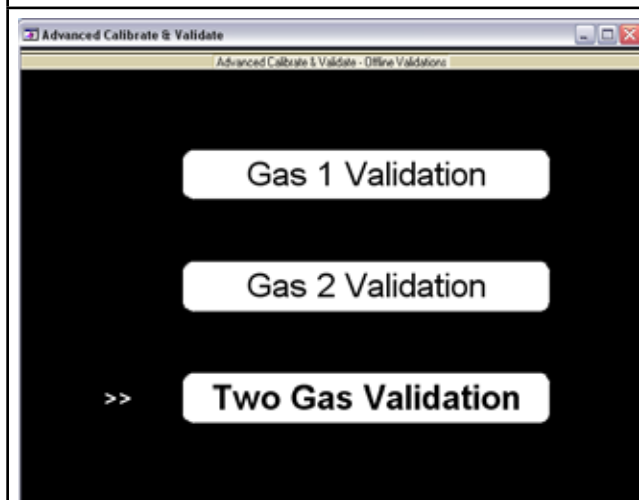 Advanced Calibrate & Validate
Advanced Calibrate & Validate - Offline Validations
Gas 1 Validation
Gas 2 Validation
>> Two Gas Validation